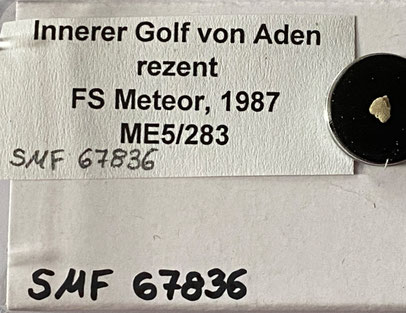 Innerer Golf von Aden
rezent
FS Meteor, 1987
ME5/283
SMF 67836
SMF 67836